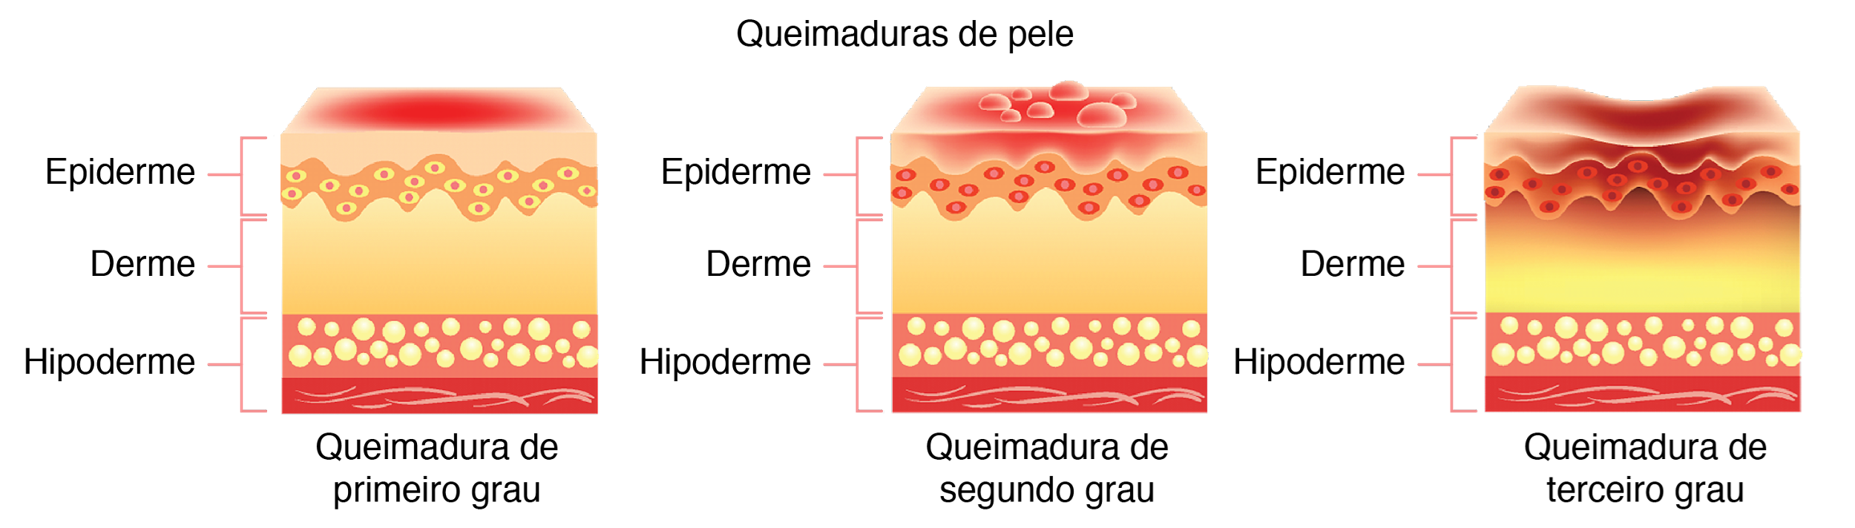 Queimaduras de pele
Epiderme
Derme
Hipoderme
Queimadura de
primeiro grau
Epiderme
Derme
Hipoderme
Queimadura de
segundo grau
Epiderme
Derme
Hipoderme
Queimadura de
terceiro grau